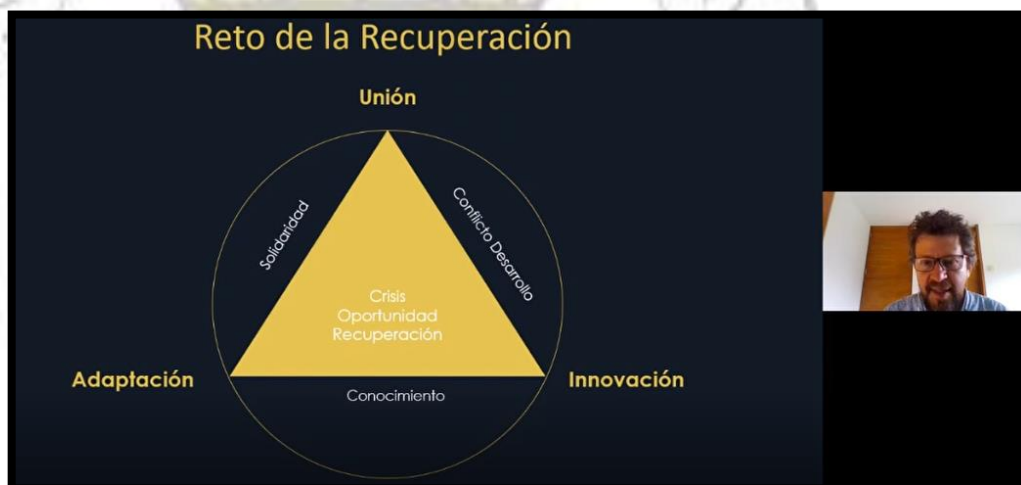 Reto de la Recuperación
Unión
Solidaridad
Conflicto Desarrollo
Crisis
Oportunidad
Recuperación
Adaptación
Innovación
Conocimiento